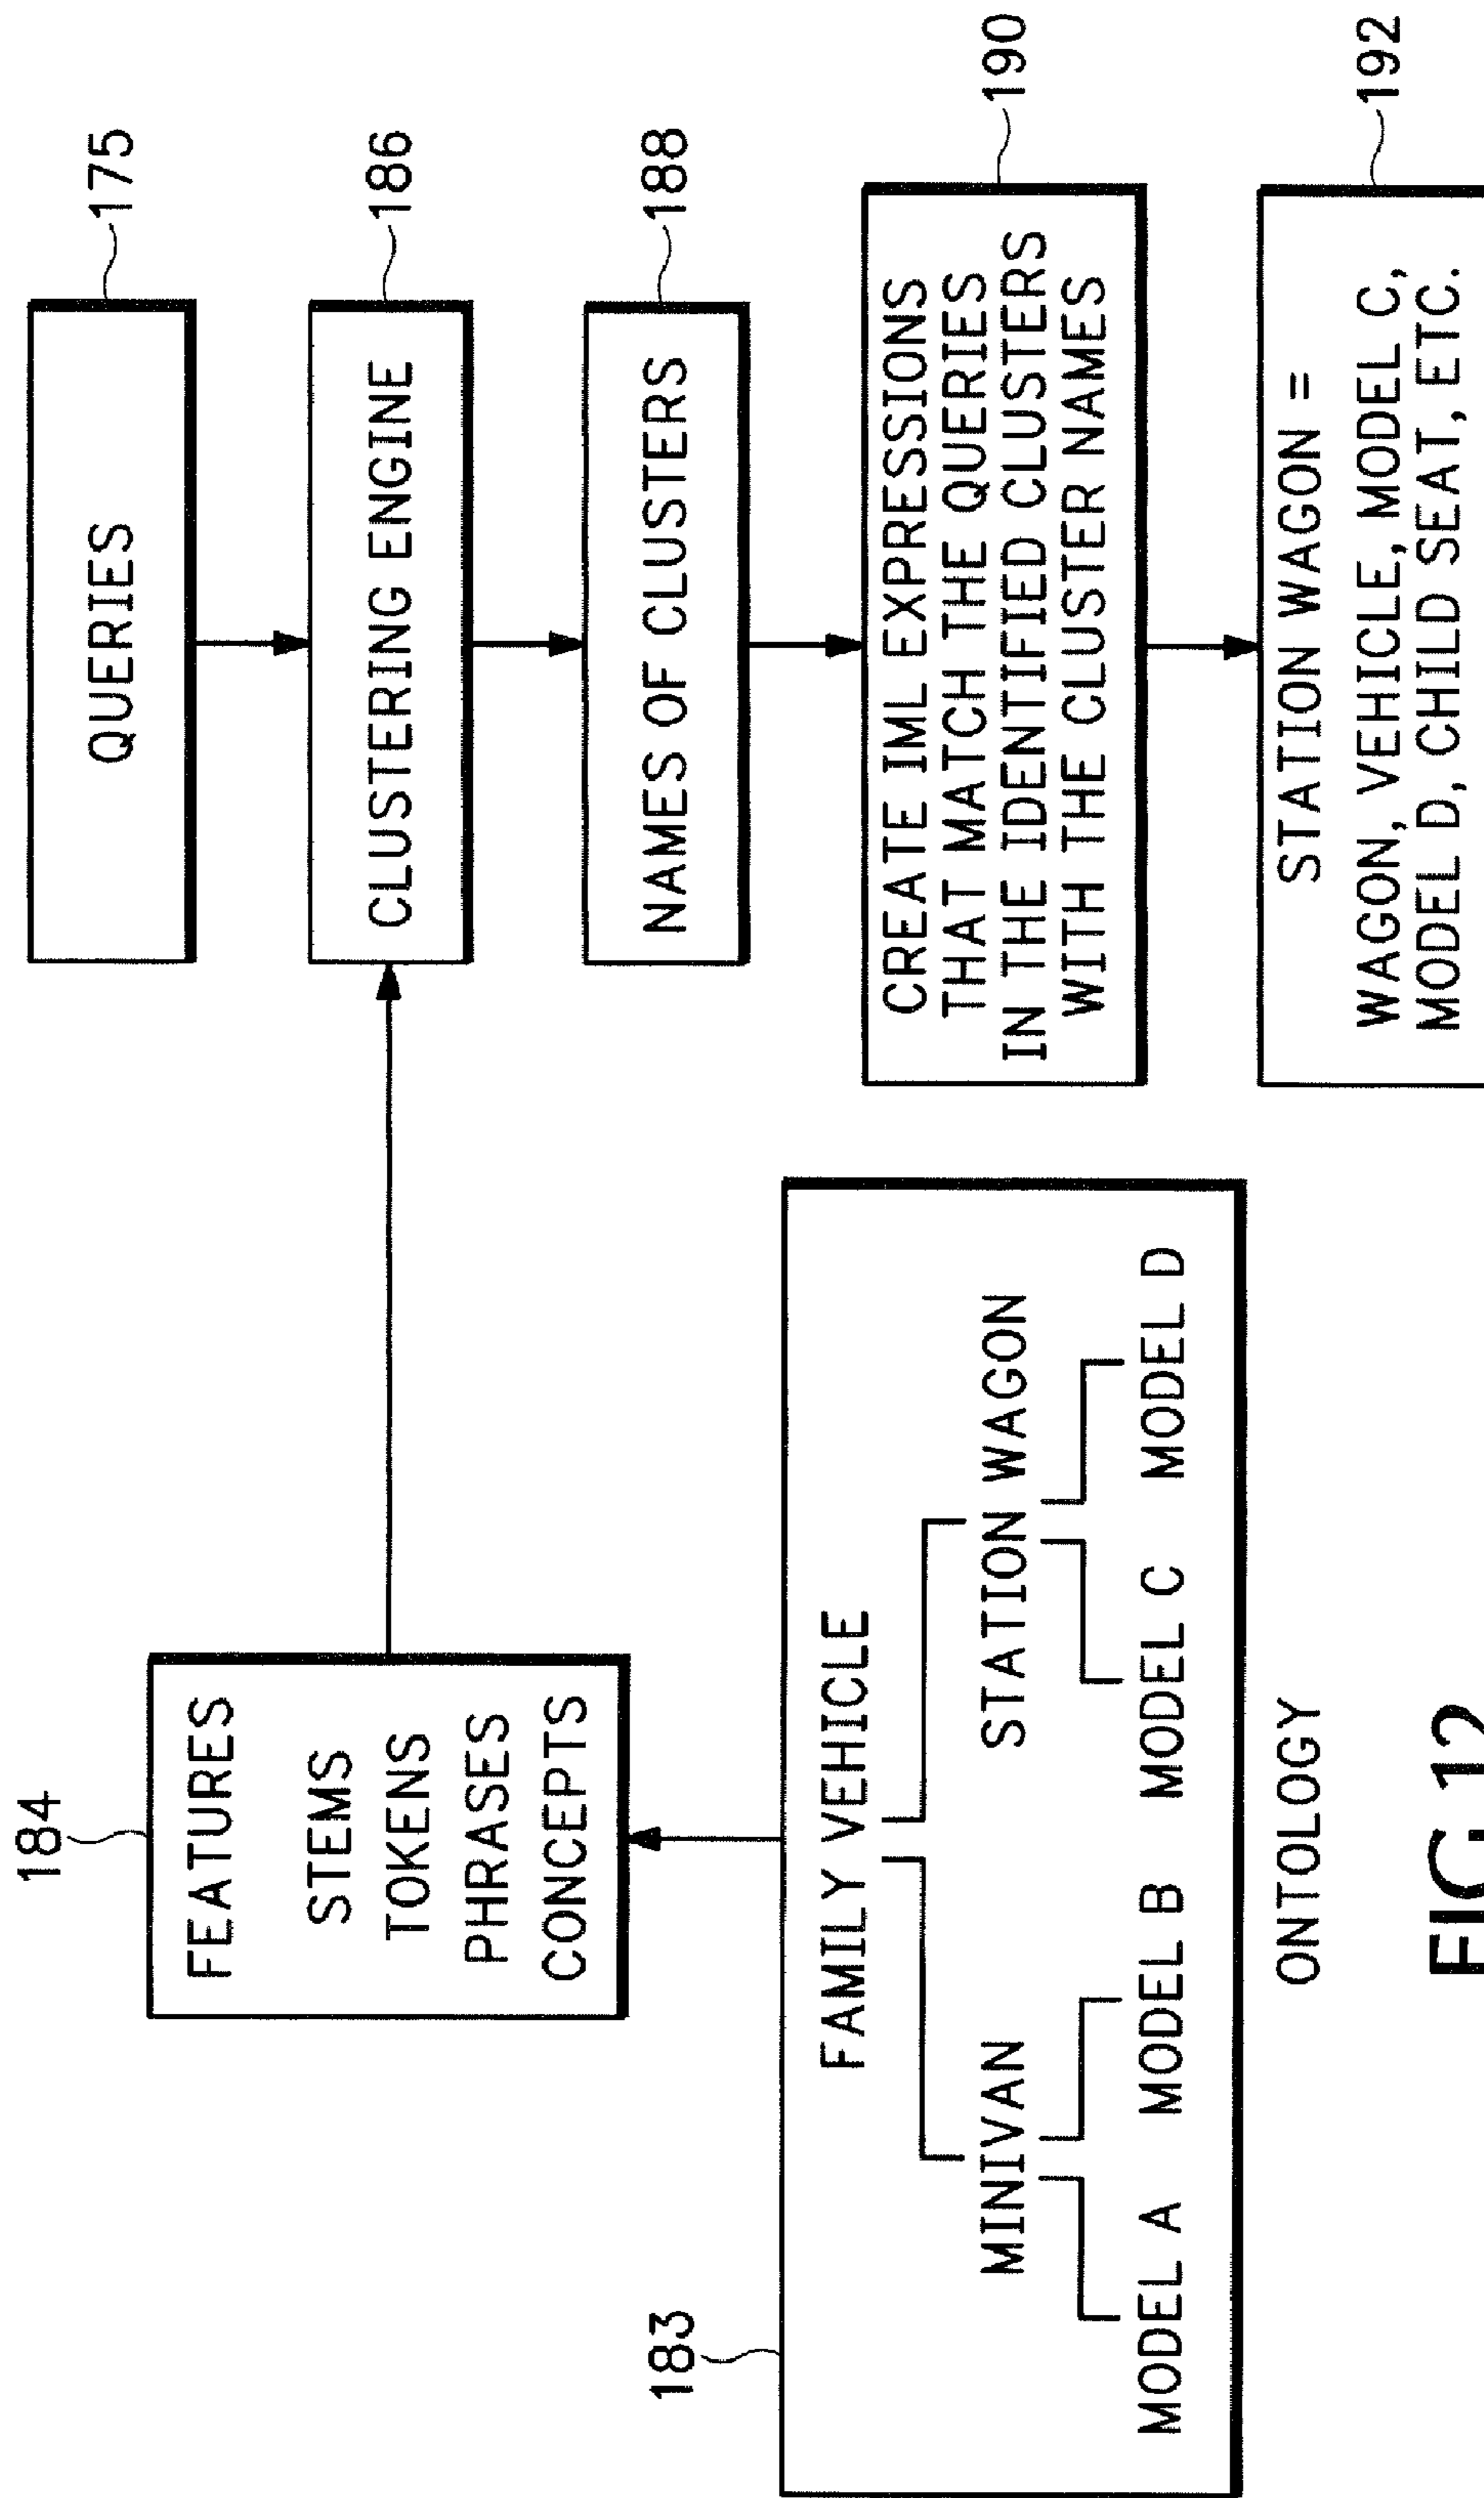 184
FEATURES
STEMS
TOKENS
PHRASES
CONCEPTS
183
FAMILY VEHICLE
MINIVAN STATION WAGON
MODEL A MODEL B MODEL C MODEL D
ONTOLOGY
QUERIES
175
CLUSTERING ENGINE
186
NAMES OF CLUSTERS
188
CREATE IML EXPRESSIONS
THAT MATCH THE QUERIES
IN THE IDENTIFIED CLUSTERS
WITH THE CLUSTER NAMES
190
STATION WAGON =
WAGON, VEHICLE, MODEL C,
MODEL D, CHILD SEAT, ETC.
192
FIG. 12